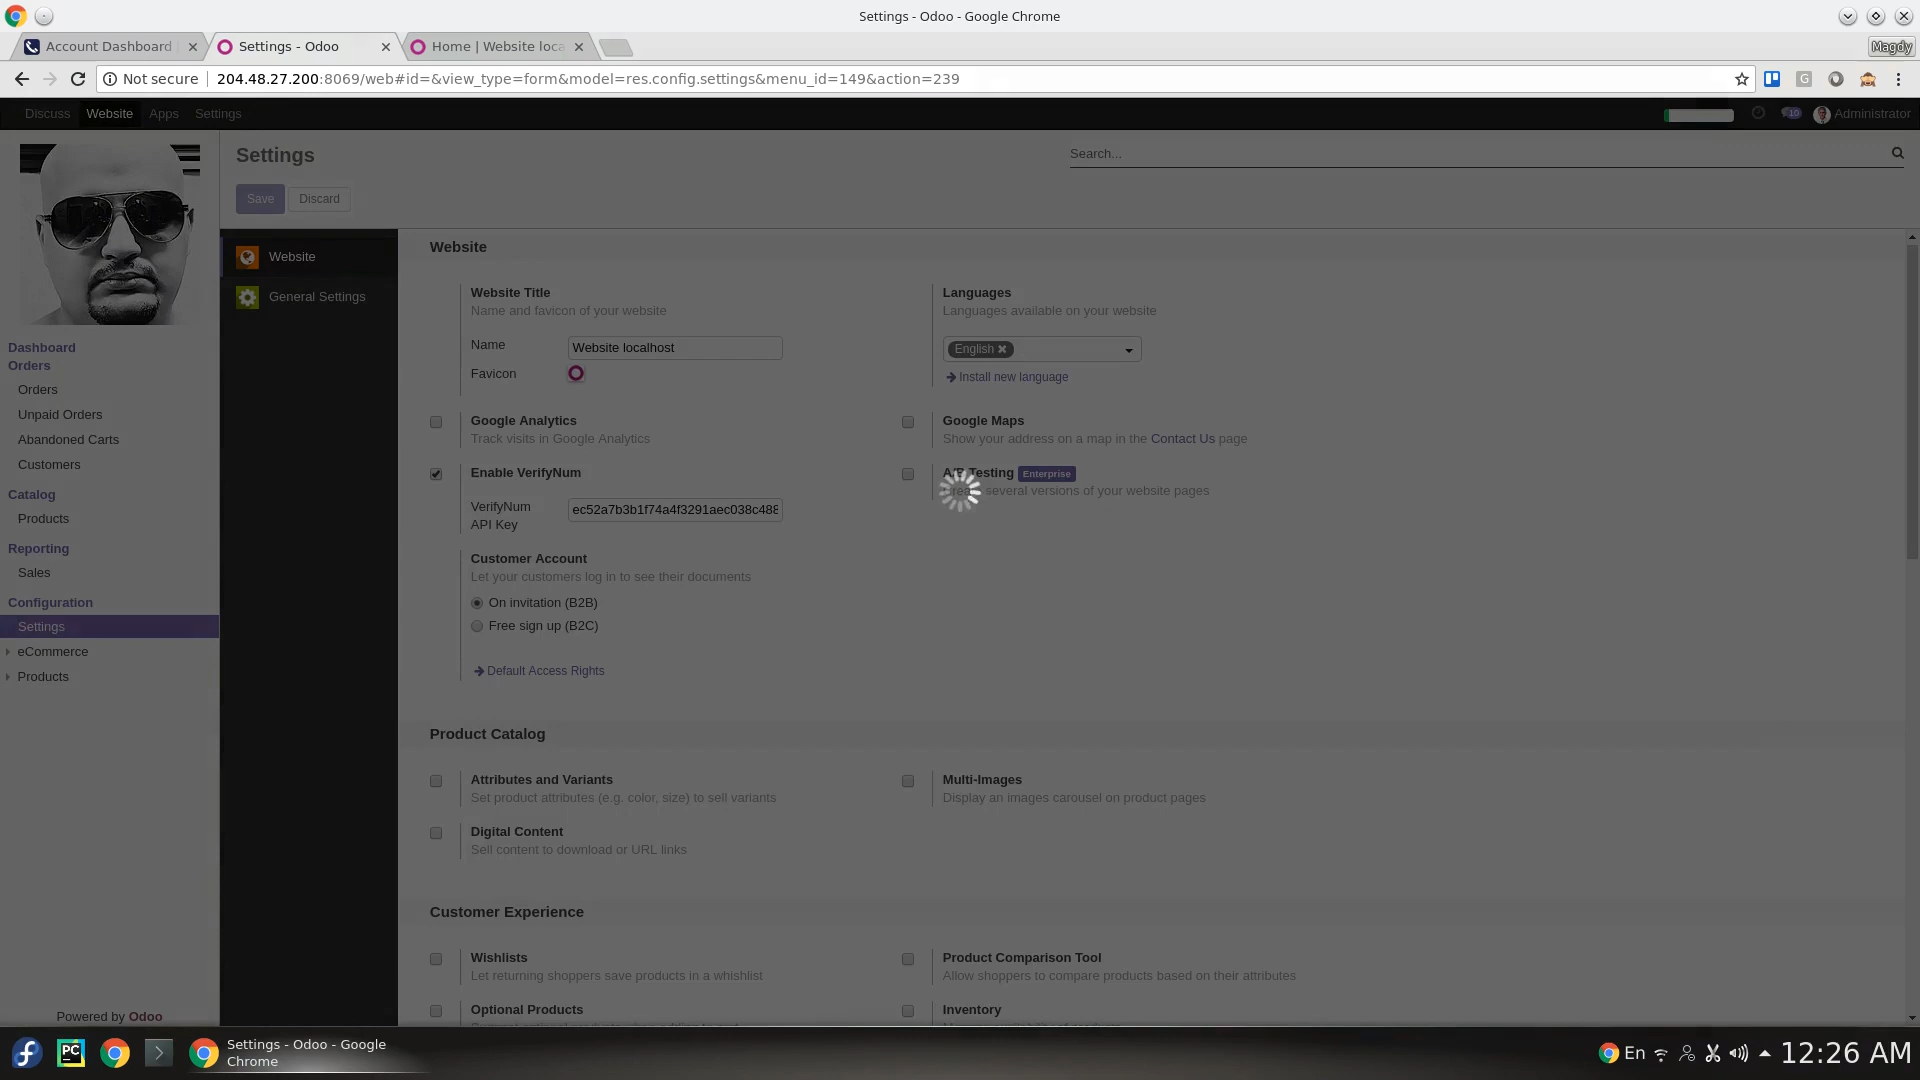 Settings - Odoo - Google Chrome
Account Dashboard
Settings - Odoo
Home | Website loca
Magdy
Not secure
204.48.27.200:8069/web#id=&view_type=form&model=res.config.settings&menu_id=149&action=239
Discuss
Website
Apps
Settings
10
Administrator
Settings
Search...
Save
Discard
Website
General Settings
Dashboard
Orders
Orders
Unpaid Orders
Abandoned Carts
Customers
Catalog
Products
Reporting
Sales
Configuration
Settings
eCommerce
Products
Powered by Odoo
Website
Website Title
Name and favicon of your website
Name
Website localhost
Favicon
Languages
Languages available on your website
English
Install new language
Google Analytics
Track visits in Google Analytics
Google Maps
Show your address on a map in the Contact Us page
Enable VerifyNum
VerifyNum
API Key
ec52a7b3b1f74a4f3291aec038c488
Testing Enterprise
several versions of your website pages
Customer Account
Let your customers log in to see their documents
On invitation (B2B)
Free sign up (B2C)
Default Access Rights
Product Catalog
Attributes and Variants
Set product attributes (e.g. color, size) to sell variants
Multi-Images
Display an images carousel on product pages
Digital Content
Sell content to download or URL links
Customer Experience
Wishlists
Let returning shoppers save products in a whishlist
Product Comparison Tool
Allow shoppers to compare products based on their attributes
Optional Products
Inventory
PC
Settings - Odoo - Google
Chrome
En
12:26 AM